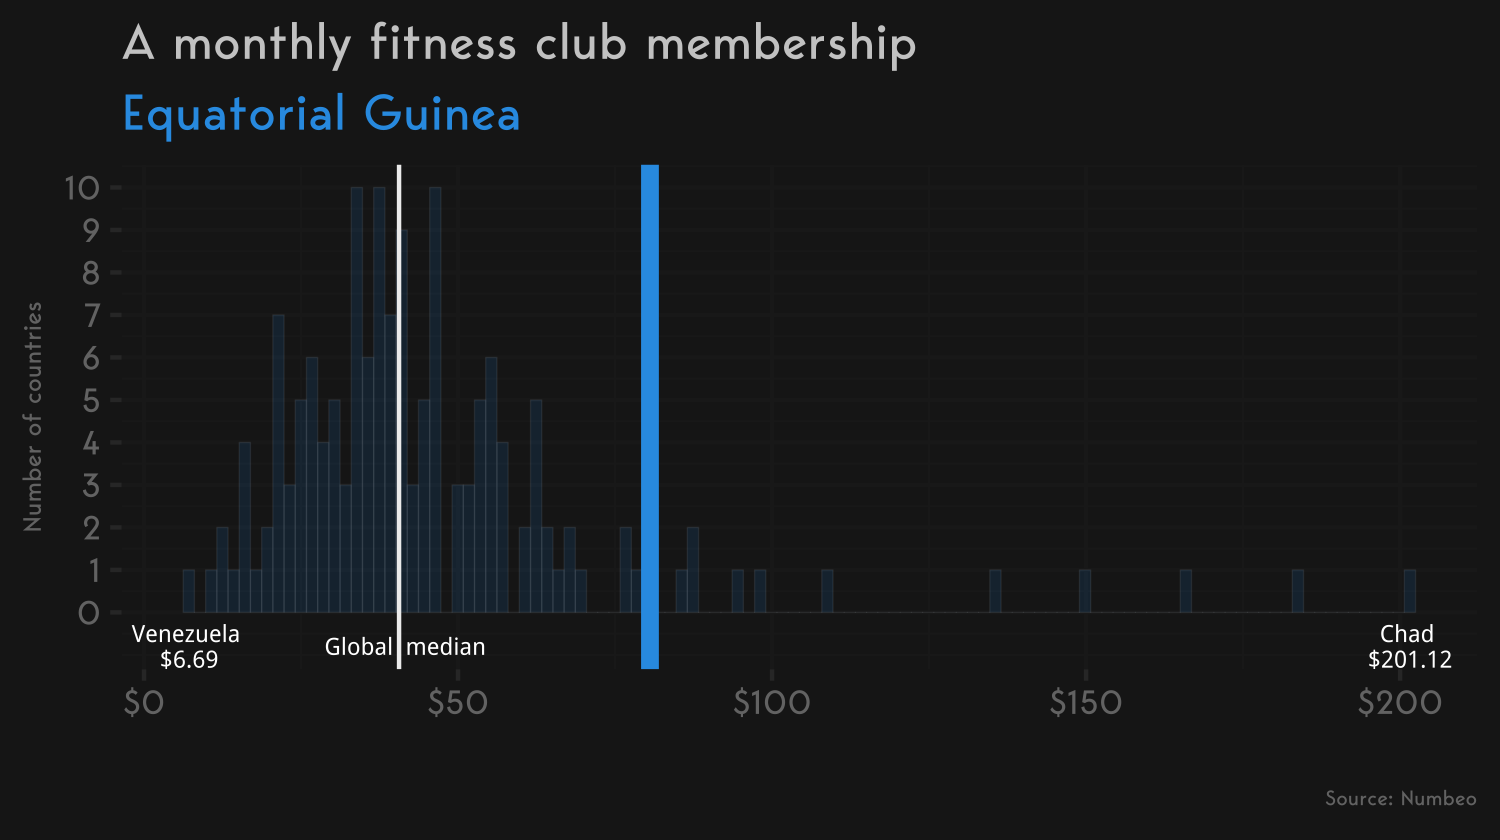 A monthly fitness club membership
Equatorial Guinea
Number of countries
10
9
8
7
6
5
4
3
2
1
0
Venezuela
$6.69
Global median
Chad
$201.12
$0 $50 $100 $150 $200
Source: Numbeo